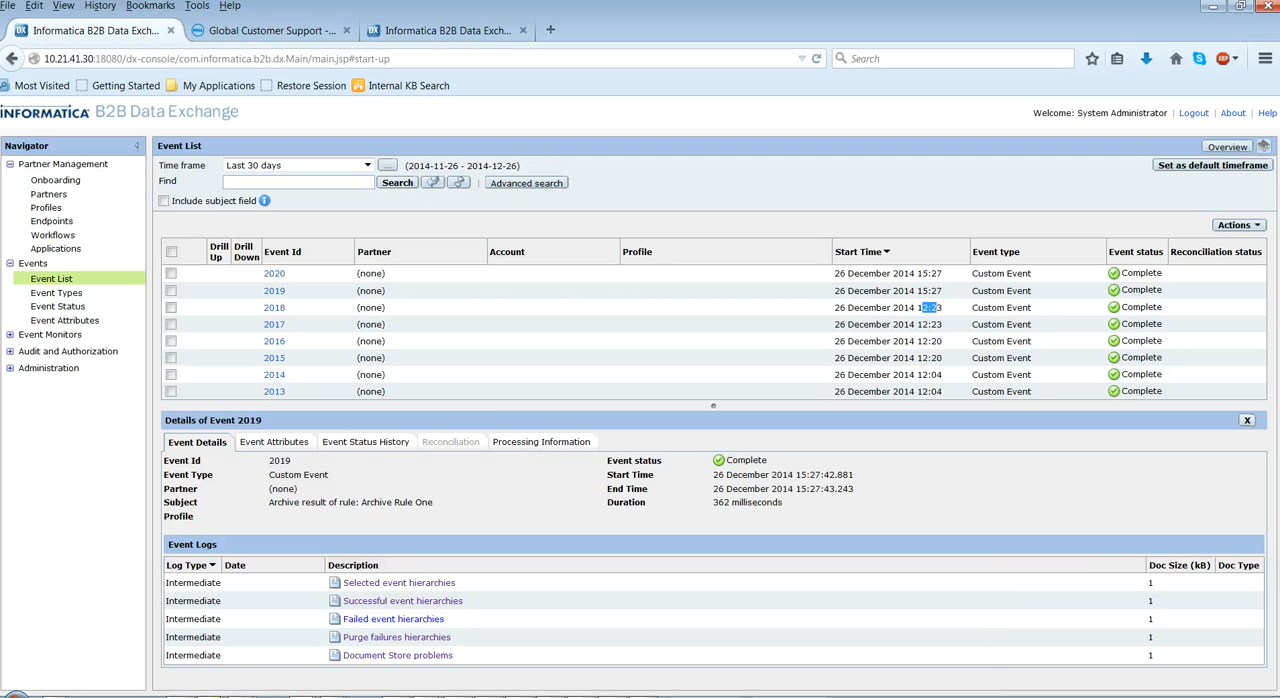 File Edit View History Bookmarks Tools Help
Informatica B2B Data Exch... × Global Customer Support -... × Informatica B2B Data Exch... × +
10.21.41.30:18080/dx-console/com.informatica.b2b.dx.Main/main.jsp#start-up Search
Most Visited Getting Started My Applications Restore Session Internal KB Search
INFORMATICA B2B Data Exchange Welcome: System Administrator | Logout | About | Help
Navigator
Partner Management
Onboarding
Partners
Profiles
Endpoints
Workflows
Applications
Events
Event List
Event Types
Event Status
Event Attributes
Event Monitors
Audit and Authorization
Administration
Event List Overview
Time frame Last 30 days ... (2014-11-26 - 2014-12-26) Set as default timeframe
Find Search | Advanced search
Include subject field
Actions
Drill Up Drill Down Event Id Partner Account Profile Start Time Event type Event status Reconciliation status
2020 (none) 26 December 2014 15:27 Custom Event Complete
2019 (none) 26 December 2014 15:27 Custom Event Complete
2018 (none) 26 December 2014 12:23 Custom Event Complete
2017 (none) 26 December 2014 12:23 Custom Event Complete
2016 (none) 26 December 2014 12:20 Custom Event Complete
2015 (none) 26 December 2014 12:20 Custom Event Complete
2014 (none) 26 December 2014 12:04 Custom Event Complete
2013 (none) 26 December 2014 12:04 Custom Event Complete
Details of Event 2019 X
Event Details Event Attributes Event Status History Reconciliation Processing Information
Event Id 2019 Event status Complete
Event Type Custom Event Start Time 26 December 2014 15:27:42.881
Partner (none) End Time 26 December 2014 15:27:43.243
Subject Archive result of rule: Archive Rule One Duration 362 milliseconds
Profile
Event Logs
Log Type Date Description Doc Size (kB) Doc Type
Intermediate Selected event hierarchies 1
Intermediate Successful event hierarchies 1
Intermediate Failed event hierarchies 1
Intermediate Purge failures hierarchies 1
Intermediate Document Store problems 1